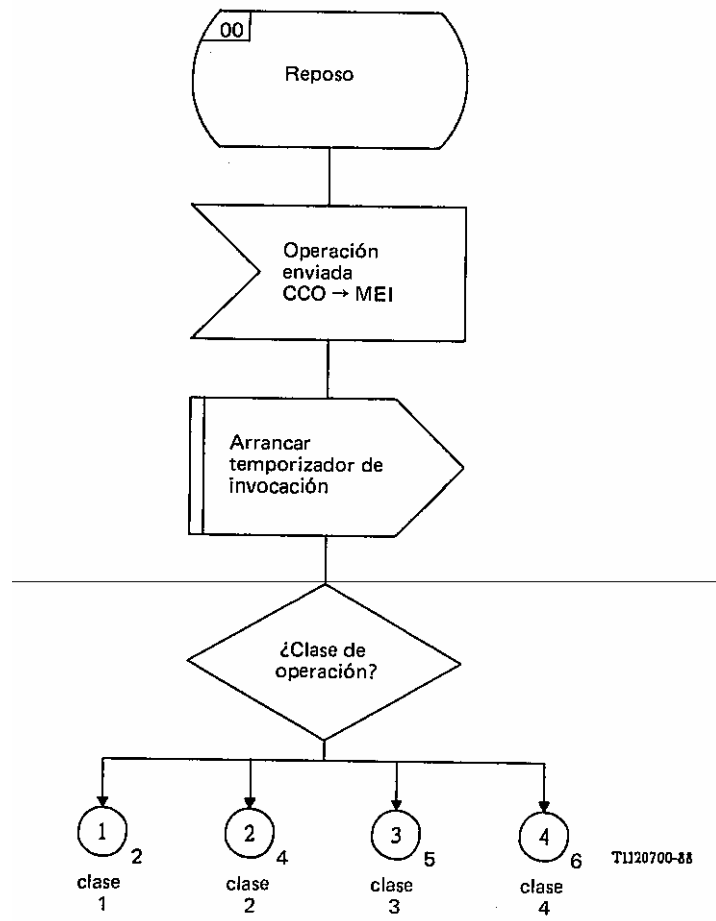 00
Reposo
Operación
enviada
CCO → MEI
Arrancar
temporizador de
invocación
¿Clase de
operación?
1 2
2 4
3 5
4 6
T1120700-88
clase
1
clase
2
clase
3
clase
4